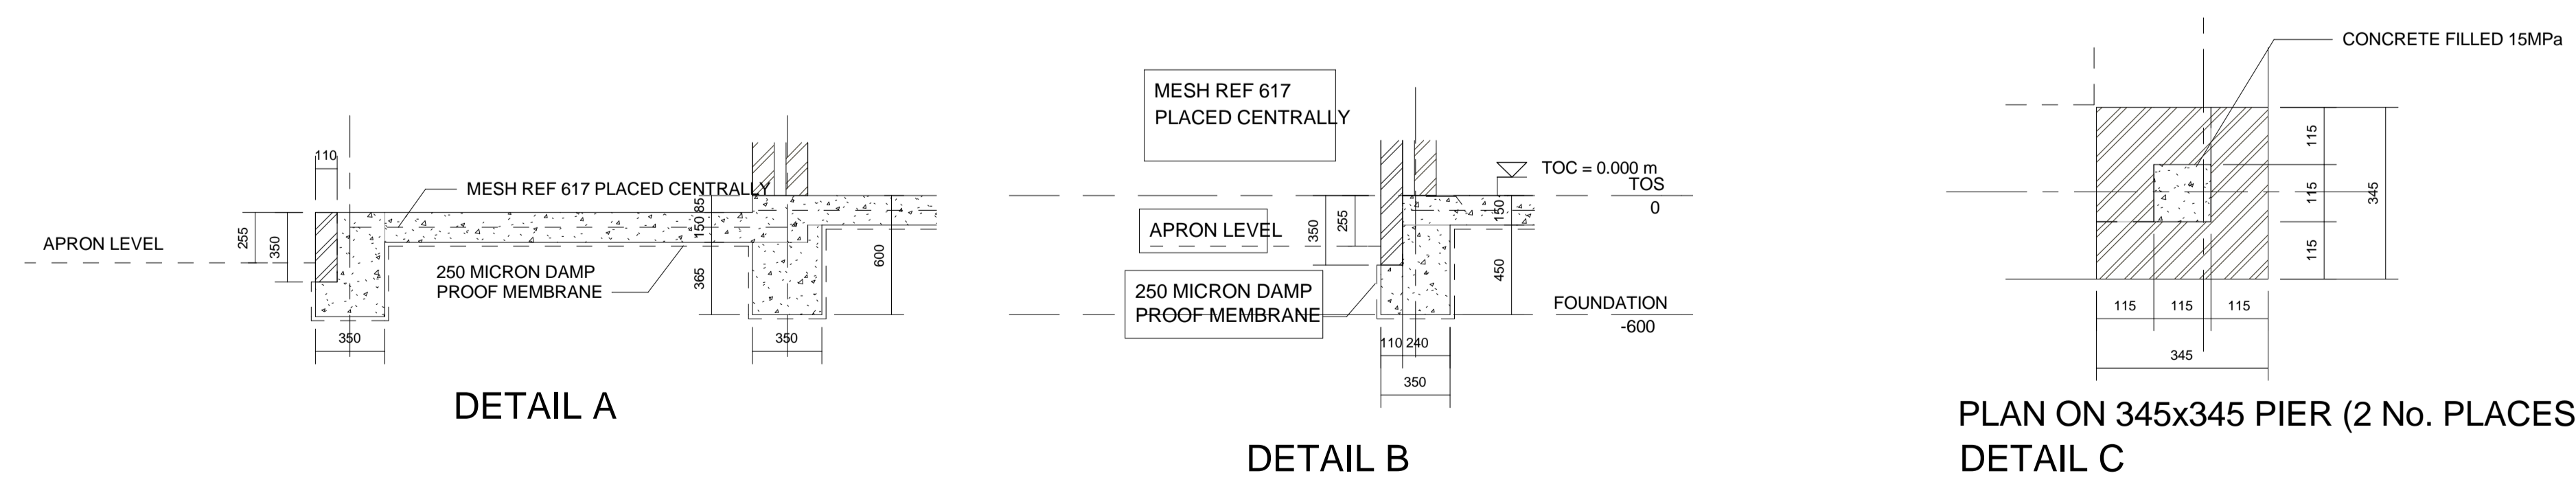 110
MESH REF 617 PLACED CENTRALLY
85
150
255
350
APRON LEVEL
250 MICRON DAMP
PROOF MEMBRANE
365
600
350
350
DETAIL A
MESH REF 617
PLACED CENTRALLY
TOC = 0.000 m
TOS
0
150
350
255
APRON LEVEL
450
250 MICRON DAMP
PROOF MEMBRANE
FOUNDATION
-600
110 240
350
DETAIL B
CONCRETE FILLED 15MPa
115
115
345
115
115 115 115
345
PLAN ON 345x345 PIER (2 No. PLACES
DETAIL C